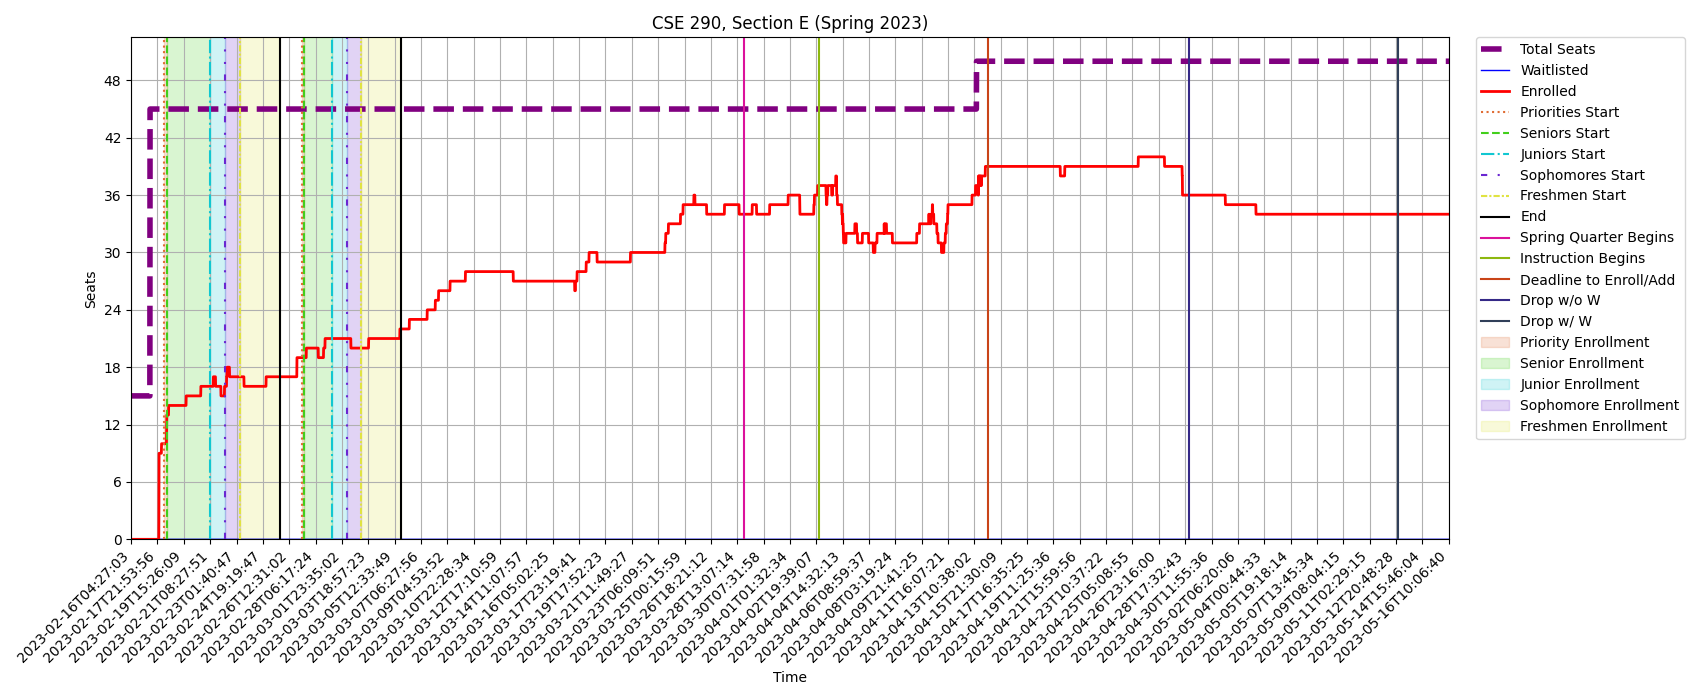 CSE 290, Section E (Spring 2023)
Seats
48
42
36
30
24
18
12
6
0
2023-02-16T04:27:03
2023-02-17T21:53:56
2023-02-19T15:26:09
2023-02-21T08:27:51
2023-02-23T01:40:47
2023-02-24T19:19:47
2023-02-26T12:31:02
2023-02-28T06:17:24
2023-03-01T23:35:02
2023-03-03T18:57:23
2023-03-05T12:33:49
2023-03-07T06:27:56
2023-03-09T04:53:52
2023-03-10T22:28:34
2023-03-12T17:10:59
2023-03-14T11:07:57
2023-03-16T05:02:25
2023-03-17T23:19:41
2023-03-19T17:52:23
2023-03-21T11:49:27
2023-03-23T06:09:51
2023-03-25T00:15:59
2023-03-26T18:21:12
2023-03-28T13:07:14
2023-03-30T07:31:58
2023-04-01T01:32:34
2023-04-02T19:39:07
2023-04-04T14:32:13
2023-04-06T08:59:37
2023-04-08T03:19:24
2023-04-09T21:41:25
2023-04-11T16:07:21
2023-04-13T10:38:02
2023-04-15T21:30:09
2023-04-17T16:35:25
2023-04-19T11:25:36
2023-04-21T15:59:56
2023-04-23T10:37:22
2023-04-25T05:08:55
2023-04-26T23:16:00
2023-04-28T17:32:43
2023-04-30T11:55:36
2023-05-02T06:20:06
2023-05-04T00:44:33
2023-05-05T19:18:14
2023-05-07T13:45:34
2023-05-09T08:04:15
2023-05-11T02:29:15
2023-05-12T20:48:28
2023-05-14T15:46:04
2023-05-16T10:06:40
Time
Total Seats
Waitlisted
Enrolled
Priorities Start
Seniors Start
Juniors Start
Sophomores Start
Freshmen Start
End
Spring Quarter Begins
Instruction Begins
Deadline to Enroll/Add
Drop w/o W
Drop w/ W
Priority Enrollment
Senior Enrollment
Junior Enrollment
Sophomore Enrollment
Freshmen Enrollment